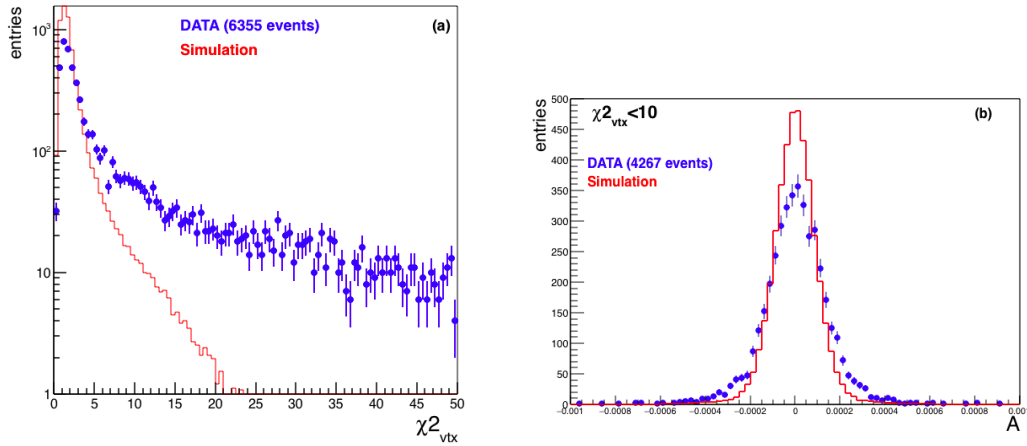 (a)
DATA (6355 events)
Simulation
entries
10³
10²
10
1
0 5 10 15 20 25 30 35 40 45 50
χ2vtx
χ2vtx<10
(b)
DATA (4267 events)
Simulation
entries
500
450
400
350
300
250
200
150
100
50
0
−0.001 −0.0008 −0.0006 −0.0004 −0.0002 0 0.0002 0.0004 0.0006 0.0008 0.00
A